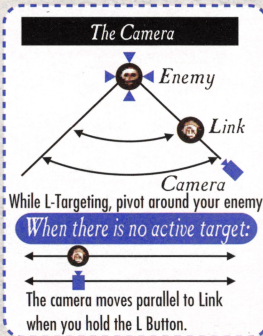 The Camera
Enemy
Link
Camera
While L-Targeting, pivot around your enemy
When there is no active target:
The camera moves parallel to Link
when you hold the L Button.